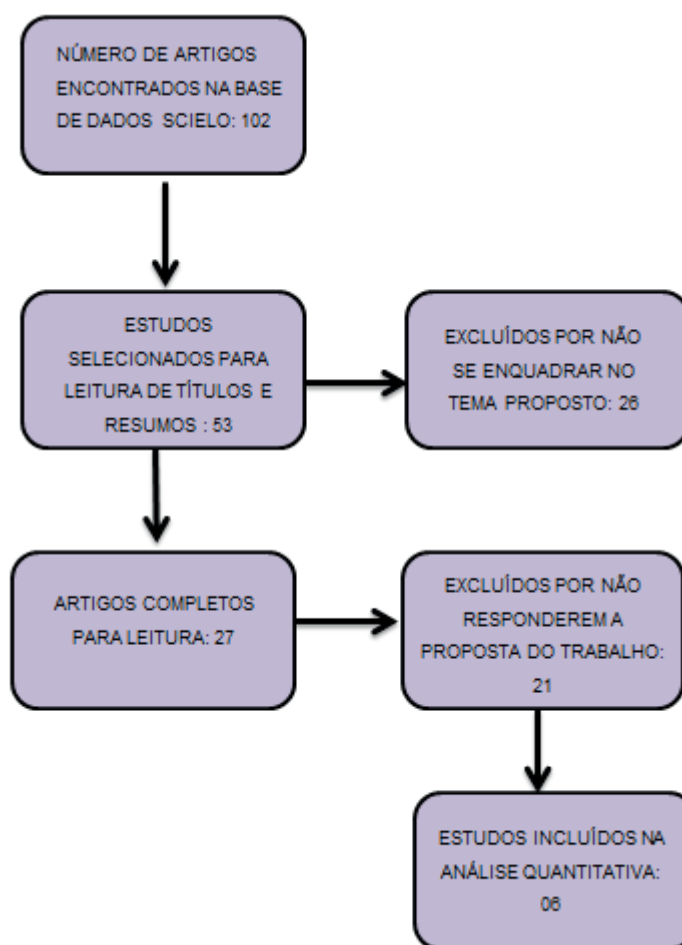 NÚMERO DE ARTIGOS
ENCONTRADOS NA BASE
DE DADOS SCIELO: 102
ESTUDOS
SELECIONADOS PARA
LEITURA DE TÍTULOS E
RESUMOS : 53
EXCLUÍDOS POR NÃO
SE ENQUADRAR NO
TEMA PROPOSTO: 26
ARTIGOS COMPLETOS
PARA LEITURA: 27
EXCLUÍDOS POR NÃO
RESPONDEREM A
PROPOSTA DO TRABALHO:
21
ESTUDOS INCLUÍDOS NA
ANÁLISE QUANTITATIVA:
06